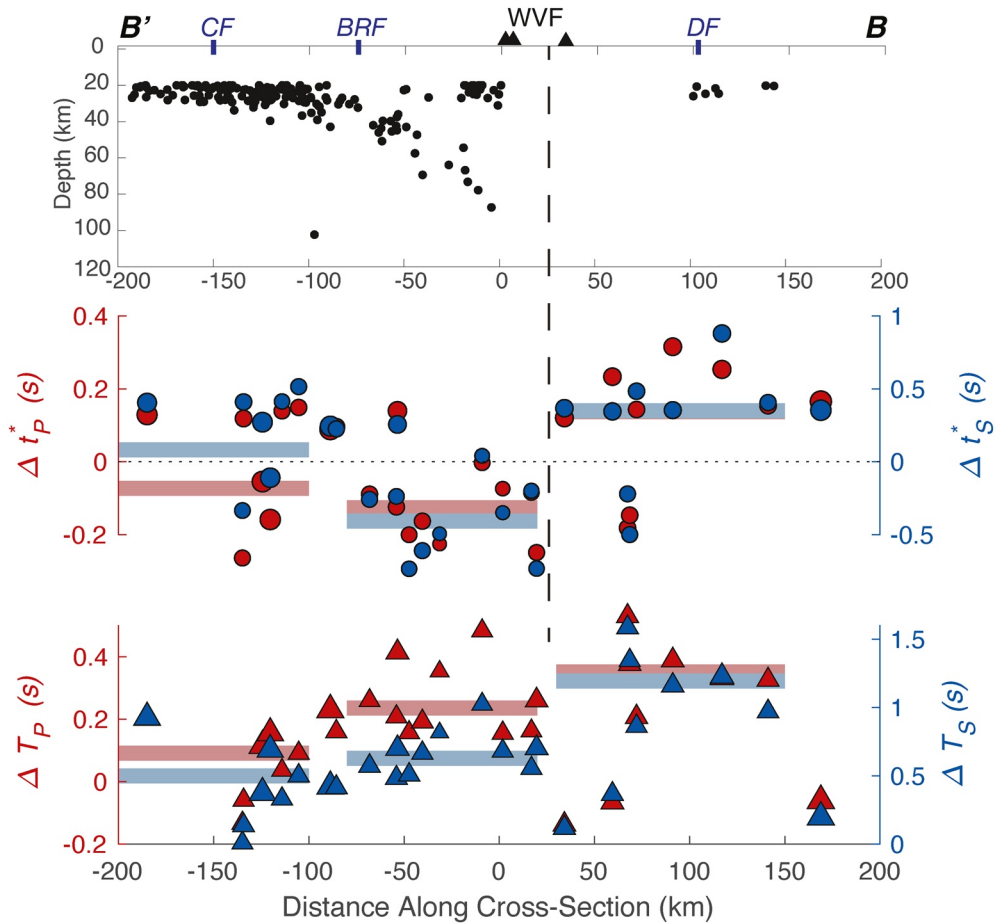 B’ CF BRF WVF DF B
0
20
40
60
80
100
120
Depth (km)
-200 -150 -100 -50 0 50 100 150 200
0.4
0.2
0
-0.2
Δ t*P (s)
1
0.5
0
-0.5
Δ t*S (s)
0.4
0.2
0
-0.2
Δ TP (s)
1.5
1
0.5
0
Δ TS (s)
-200 -150 -100 -50 0 50 100 150 200
Distance Along Cross-Section (km)